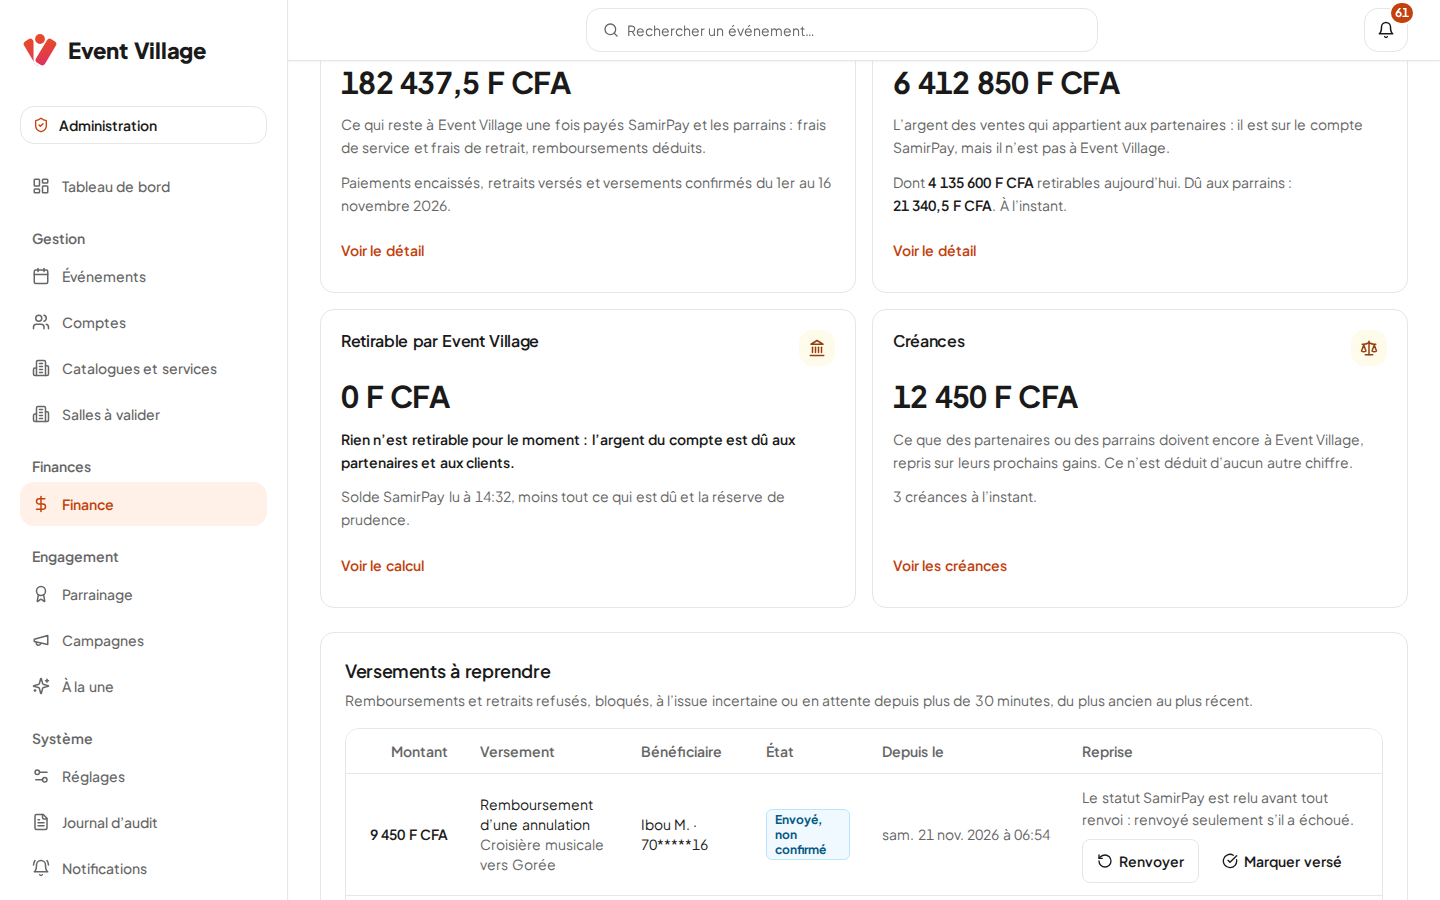 Event Village
Rechercher un événement…
61
Administration
Tableau de bord
Gestion
Événements
Comptes
Catalogues et services
Salles à valider
Finances
Finance
Engagement
Parrainage
Campagnes
À la une
Système
Réglages
Journal d’audit
Notifications
182 437,5 F CFA
Ce qui reste à Event Village une fois payés SamirPay et les parrains : frais
de service et frais de retrait, remboursements déduits.
Paiements encaissés, retraits versés et versements confirmés du 1er au 16
novembre 2026.
Voir le détail
6 412 850 F CFA
L’argent des ventes qui appartient aux partenaires : il est sur le compte
SamirPay, mais il n’est pas à Event Village.
Dont 4 135 600 F CFA retirables aujourd’hui. Dû aux parrains :
21 340,5 F CFA. À l’instant.
Voir le détail
Retirable par Event Village
0 F CFA
Rien n’est retirable pour le moment : l’argent du compte est dû aux
partenaires et aux clients.
Solde SamirPay lu à 14:32, moins tout ce qui est dû et la réserve de
prudence.
Voir le calcul
Créances
12 450 F CFA
Ce que des partenaires ou des parrains doivent encore à Event Village,
repris sur leurs prochains gains. Ce n’est déduit d’aucun autre chiffre.
3 créances à l’instant.
Voir les créances
Versements à reprendre
Remboursements et retraits refusés, bloqués, à l’issue incertaine ou en attente depuis plus de 30 minutes, du plus ancien au plus récent.
Montant Versement Bénéficiaire État Depuis le Reprise
9 450 F CFA
Remboursement
d’une annulation
Croisière musicale
vers Gorée
Ibou M. ·
70*****16
Envoyé,
non
confirmé
sam. 21 nov. 2026 à 06:54
Le statut SamirPay est relu avant tout
renvoi : renvoyé seulement s’il a échoué.
Renvoyer Marquer versé